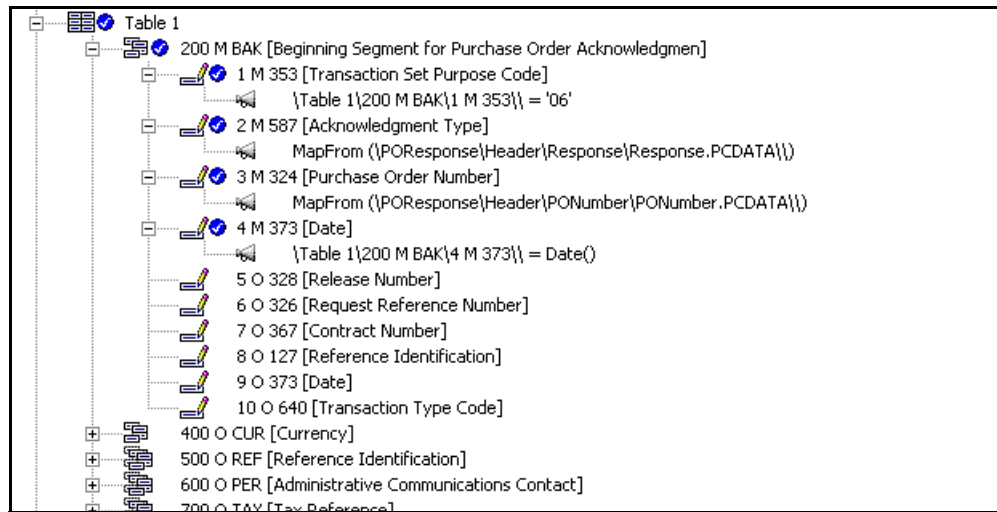 Table 1
200 M BAK [Beginning Segment for Purchase Order Acknowledgmen]
1 M 353 [Transaction Set Purpose Code]
\Table 1\200 M BAK\1 M 353\\ = '06'
2 M 587 [Acknowledgment Type]
MapFrom (\POResponse\Header\Response\Response.PCDATA\\)
3 M 324 [Purchase Order Number]
MapFrom (\POResponse\Header\PONumber\PONumber.PCDATA\\)
4 M 373 [Date]
\Table 1\200 M BAK\4 M 373\\ = Date()
5 O 328 [Release Number]
6 O 326 [Request Reference Number]
7 O 367 [Contract Number]
8 O 127 [Reference Identification]
9 O 373 [Date]
10 O 640 [Transaction Type Code]
400 O CUR [Currency]
500 O REF [Reference Identification]
600 O PER [Administrative Communications Contact]
700 O TAX [Tax Reference]